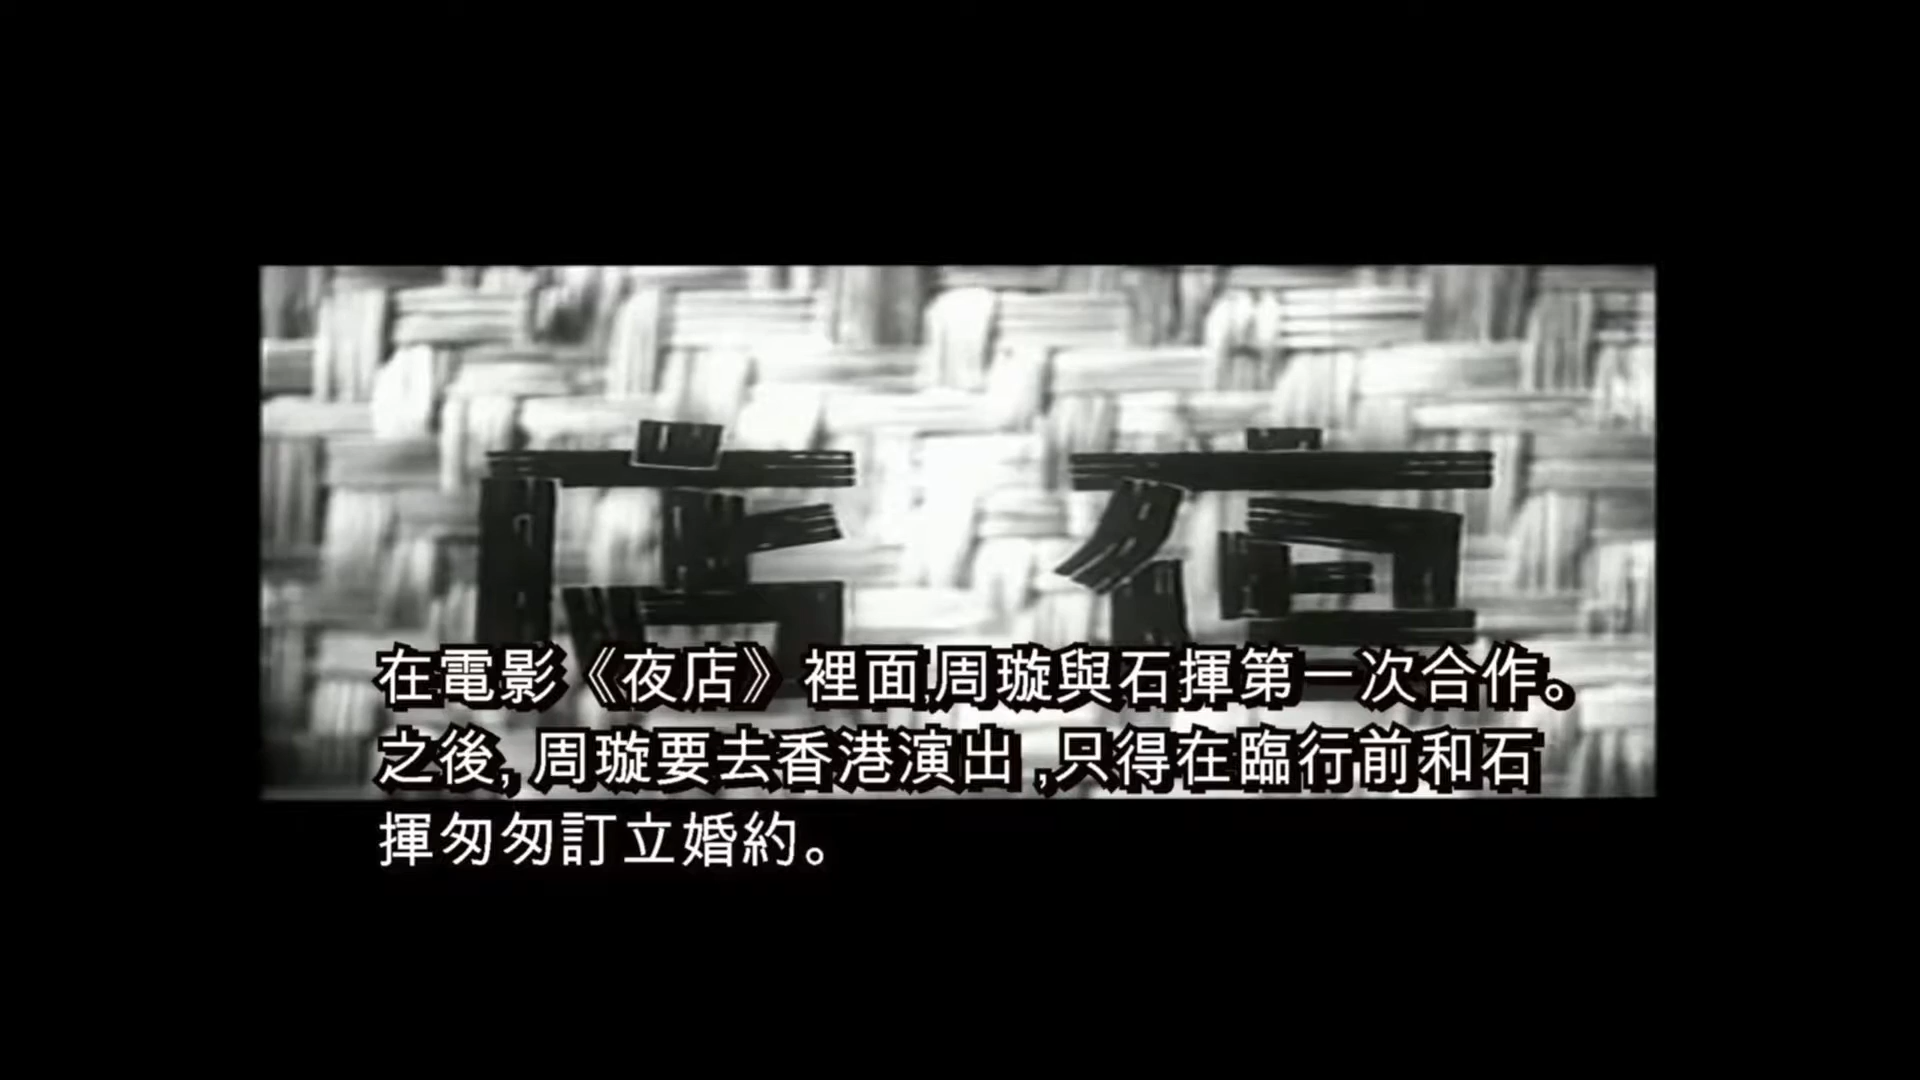 店 夜
在電影《夜店》裡面,周璇與石揮第一次合作。
之後, 周璇要去香港演出 ,只得在臨行前和石
揮匆匆訂立婚約。